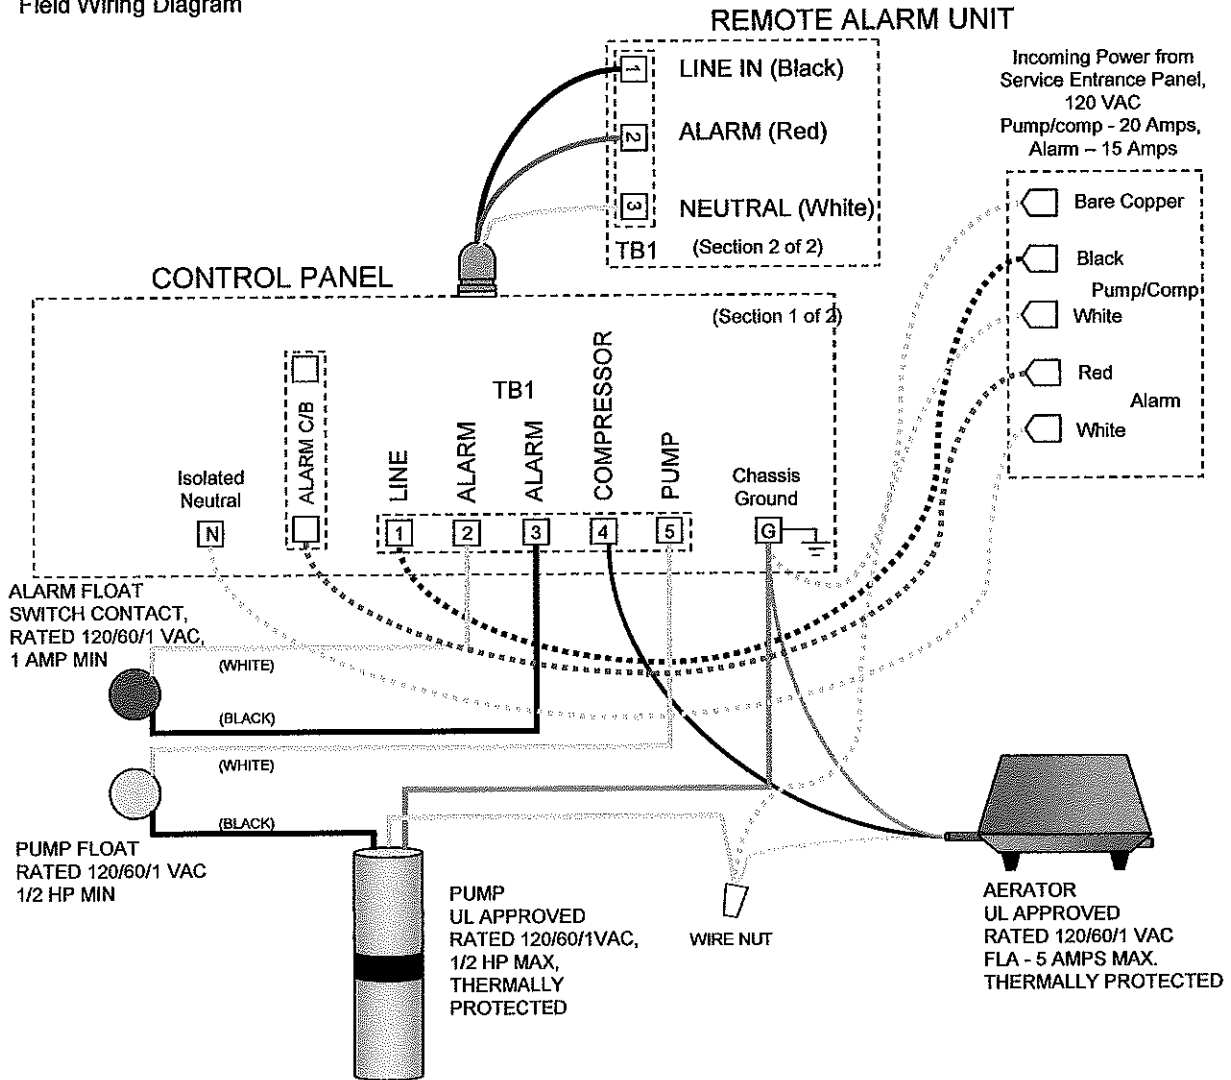 Field Wiring Diagram
REMOTE ALARM UNIT
1
LINE IN (Black)
2
ALARM (Red)
3
NEUTRAL (White)
TB1
(Section 2 of 2)
Incoming Power from
Service Entrance Panel,
120 VAC
Pump/comp - 20 Amps,
Alarm – 15 Amps
Bare Copper
Black
Pump/Comp
White
Red
Alarm
White
CONTROL PANEL
(Section 1 of 2)
TB1
Isolated
Neutral
N
ALARM C/B
LINE
ALARM
ALARM
COMPRESSOR
PUMP
1
2
3
4
5
Chassis
Ground
G
ALARM FLOAT
SWITCH CONTACT,
RATED 120/60/1 VAC,
1 AMP MIN
(WHITE)
(BLACK)
(WHITE)
(BLACK)
PUMP FLOAT
RATED 120/60/1 VAC
1/2 HP MIN
PUMP
UL APPROVED
RATED 120/60/1VAC,
1/2 HP MAX,
THERMALLY
PROTECTED
WIRE NUT
AERATOR
UL APPROVED
RATED 120/60/1 VAC
FLA - 5 AMPS MAX.
THERMALLY PROTECTED